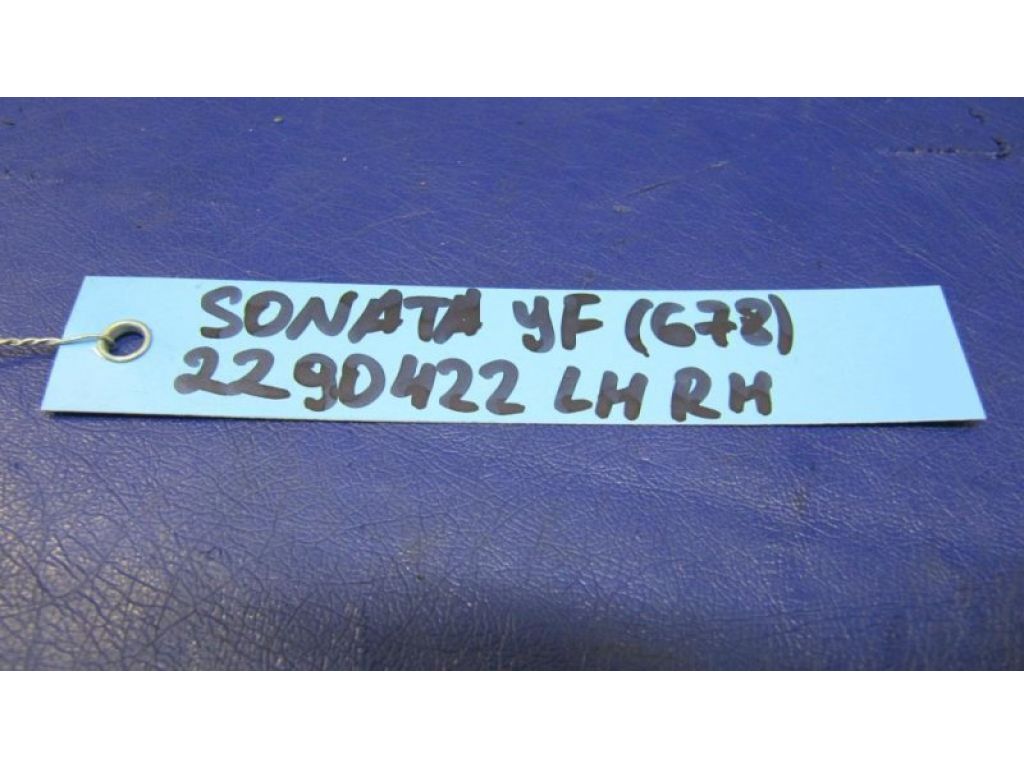 SONATA YF (678)
2290422 LH RH